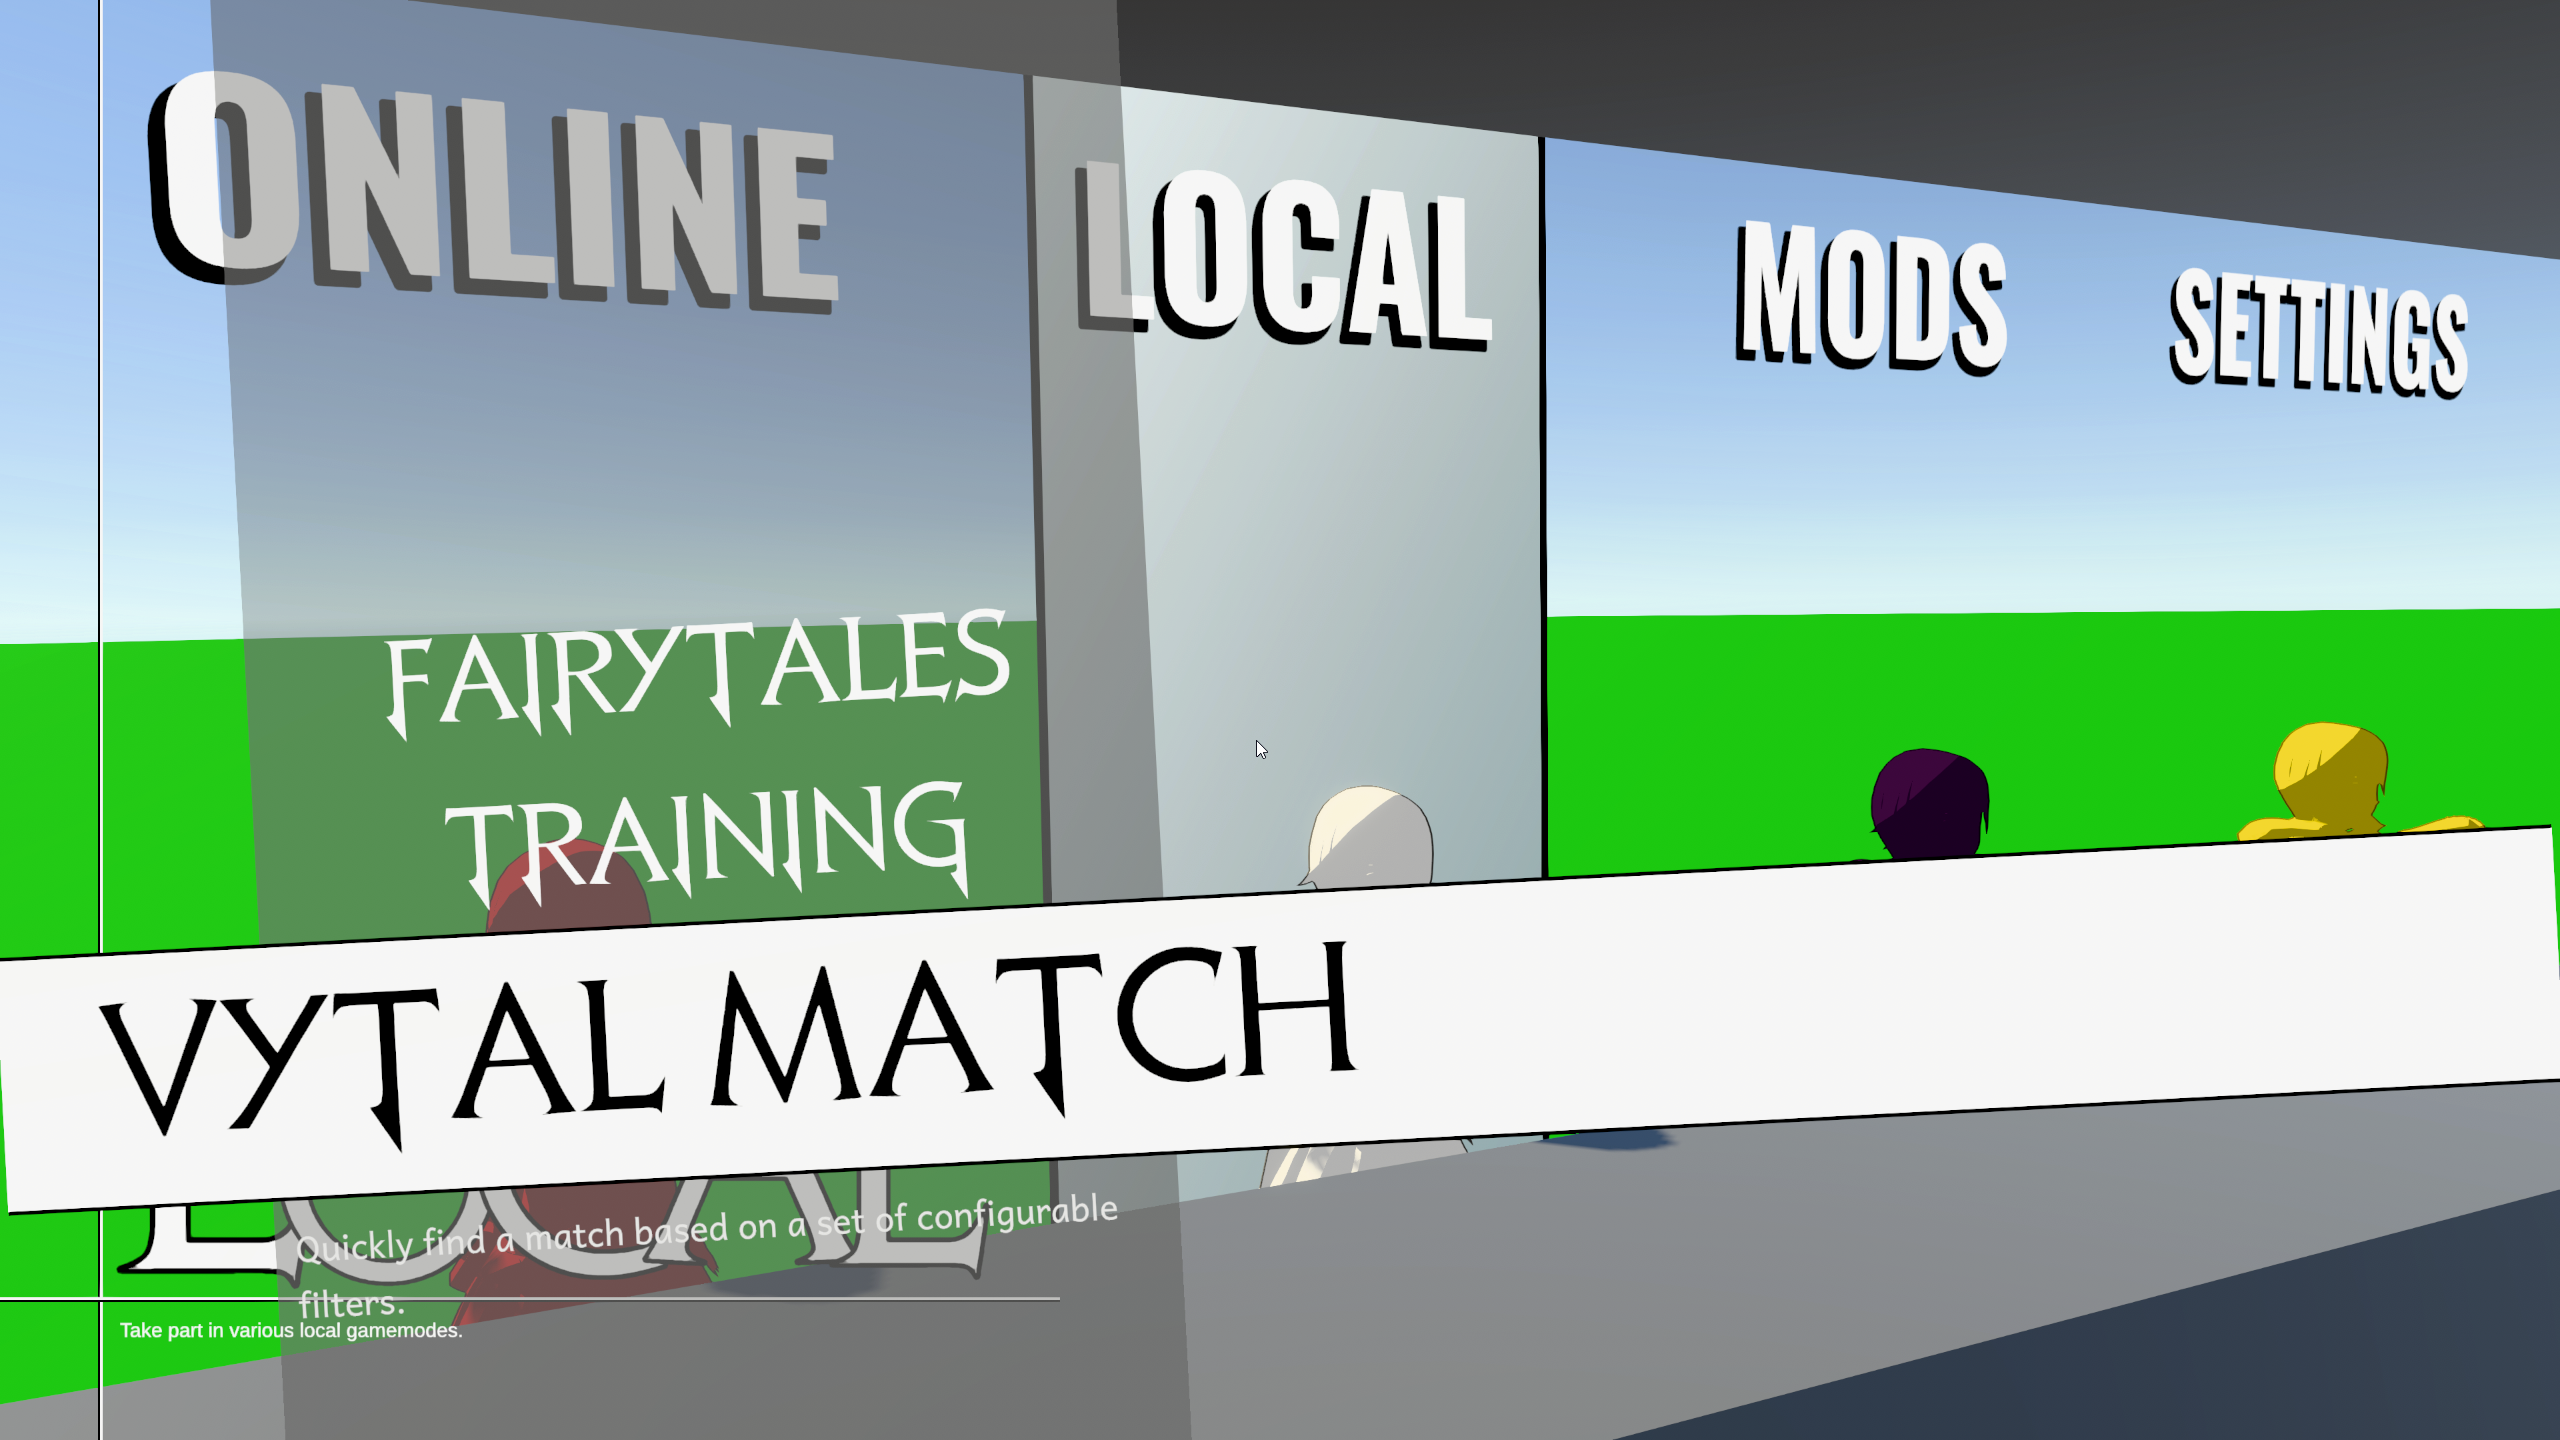 ONLINE
LOCAL
MODS
SETTINGS
FAIRYTALES
TRAINING
VYTAL MATCH
LOCAL
Quickly find a match based on a set of configurable
filters.
Take part in various local gamemodes.